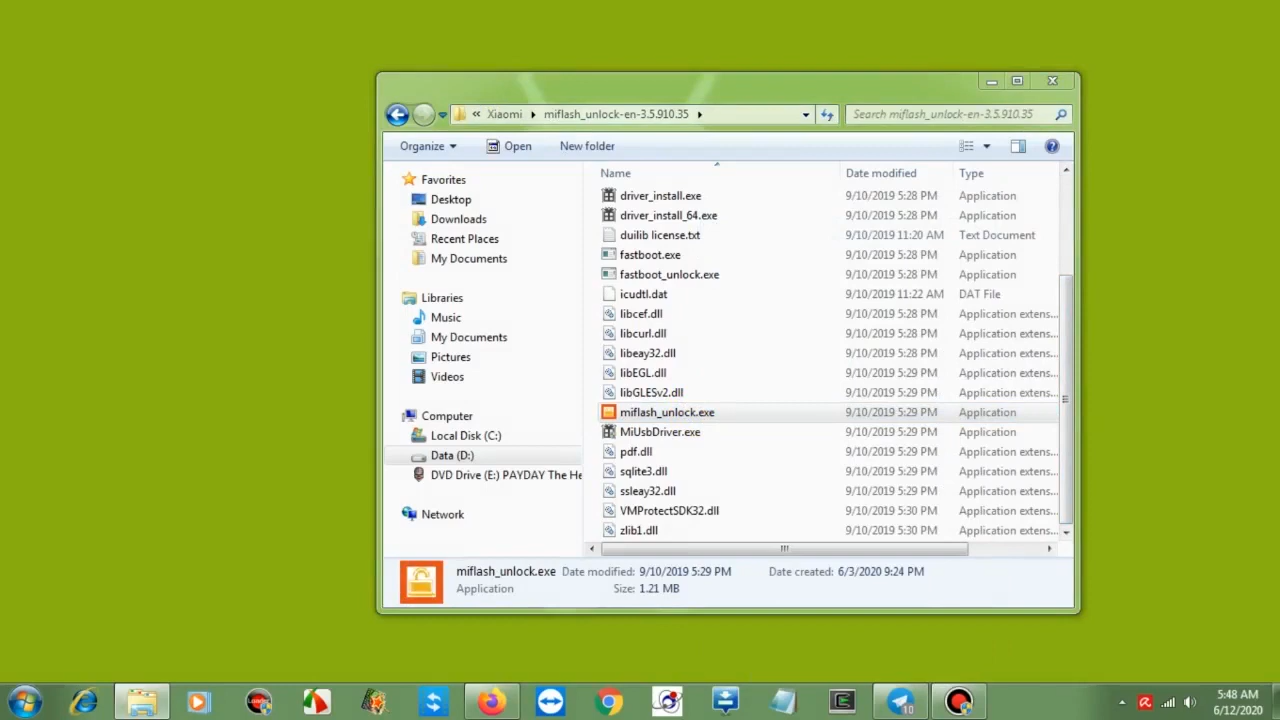 « Xiaomi miflash_unlock-en-3.5.910.35 Search miflash_unlock-en-3.5.910.35
Organize Open New folder
Name Date modified Type
Favorites
Desktop
Downloads
Recent Places
My Documents
Libraries
Music
My Documents
Pictures
Videos
Computer
Local Disk (C:)
Data (D:)
DVD Drive (E:) PAYDAY The He
Network
driver_install.exe 9/10/2019 5:28 PM Application
driver_install_64.exe 9/10/2019 5:28 PM Application
duilib license.txt 9/10/2019 11:20 AM Text Document
fastboot.exe 9/10/2019 5:28 PM Application
fastboot_unlock.exe 9/10/2019 5:28 PM Application
icudtl.dat 9/10/2019 11:22 AM DAT File
libcef.dll 9/10/2019 5:28 PM Application extens...
libcurl.dll 9/10/2019 5:28 PM Application extens...
libeay32.dll 9/10/2019 5:28 PM Application extens...
libEGL.dll 9/10/2019 5:28 PM Application extens...
libGLESv2.dll 9/10/2019 5:28 PM Application extens...
miflash_unlock.exe 9/10/2019 5:29 PM Application
MiUsbDriver.exe 9/10/2019 5:29 PM Application
pdf.dll 9/10/2019 5:29 PM Application extens...
sqlite3.dll 9/10/2019 5:29 PM Application extens...
ssleay32.dll 9/10/2019 5:29 PM Application extens...
VMProtectSDK32.dll 9/10/2019 5:30 PM Application extens...
zlib1.dll 9/10/2019 5:30 PM Application extens...
miflash_unlock.exe Date modified: 9/10/2019 5:29 PM Date created: 6/3/2020 9:24 PM
Application Size: 1.21 MB
10
5:48 AM
6/12/2020